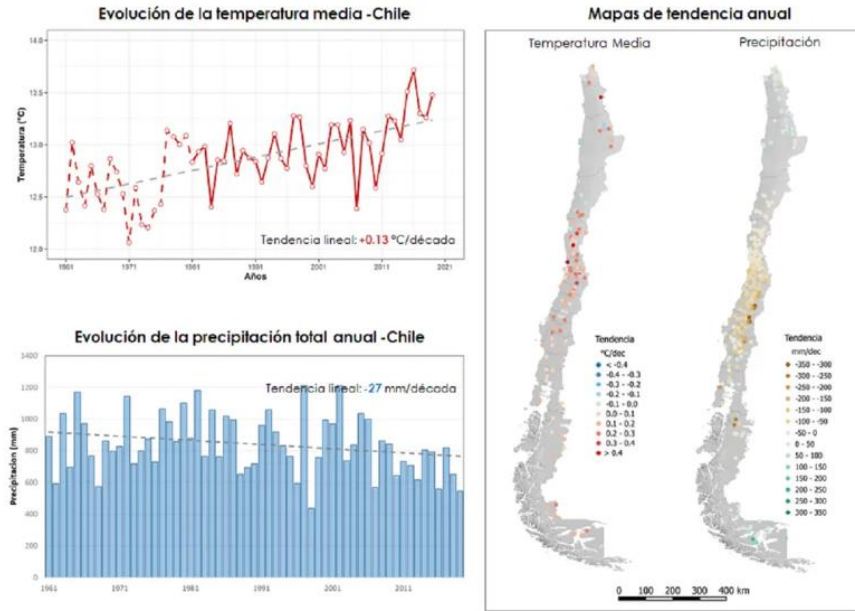 Evolución de la temperatura media -Chile
14.0
13.5
13.0
12.5
12.0
Temperatura (°C)
Tendencia lineal: +0.13 °C/década
1961 1971 1981 1991 2001 2011 2021
Años
Evolución de la precipitación total anual -Chile
1400
1200
1000
800
600
400
200
0
Precipitacion (mm)
Tendencia lineal: -27 mm/década
1961 1971 1981 1991 2001 2011
Mapas de tendencia anual
Temperatura Media
Precipitación
Tendencia
°C/dec
< -0.4
-0.4 - -0.3
-0.3 - -0.2
-0.2 - -0.1
-0.1 - 0.0
0.0 - 0.1
0.1 - 0.2
0.2 - 0.3
0.3 - 0.4
> 0.4
Tendencia
mm/dec
-350 - -300
-300 - -250
-250 - -200
-200 - -150
-150 - -100
-100 - -50
-50 - 0
0 - 50
50 - 100
100 - 150
150 - 200
200 - 250
250 - 300
300 - 350
0 100 200 300 400 km